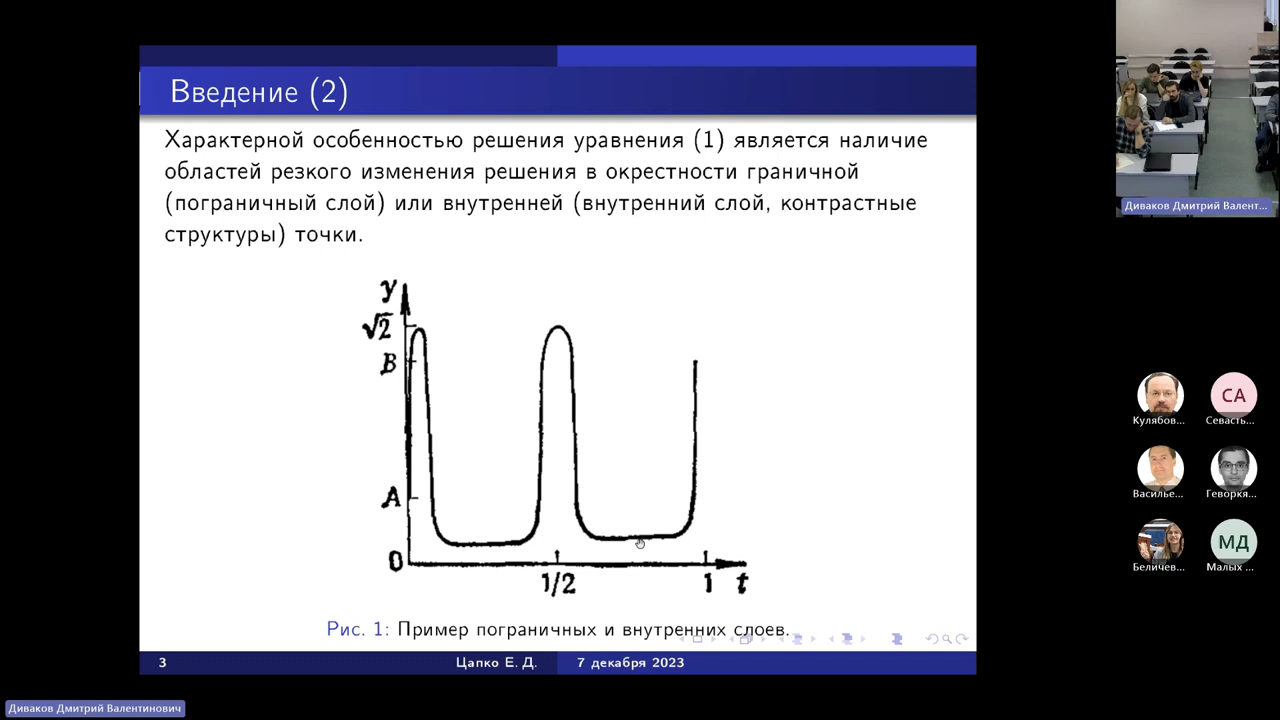 Введение (2)
Характерной особенностью решения уравнения (1) является наличие
областей резкого изменения решения в окрестности граничной
(пограничный слой) или внутренней (внутренний слой, контрастные
структуры) точки.
y
√2
B
A
0
1/2
1
t
Рис. 1: Пример пограничных и внутренних слоев.
3
Цапко Е. Д.
7 декабря 2023
Диваков Дмитрий Валент...
Кулябов...
СА
Севасть...
Василье...
Геворкя...
Беличев...
МД
Малых ...
Диваков Дмитрий Валентинович